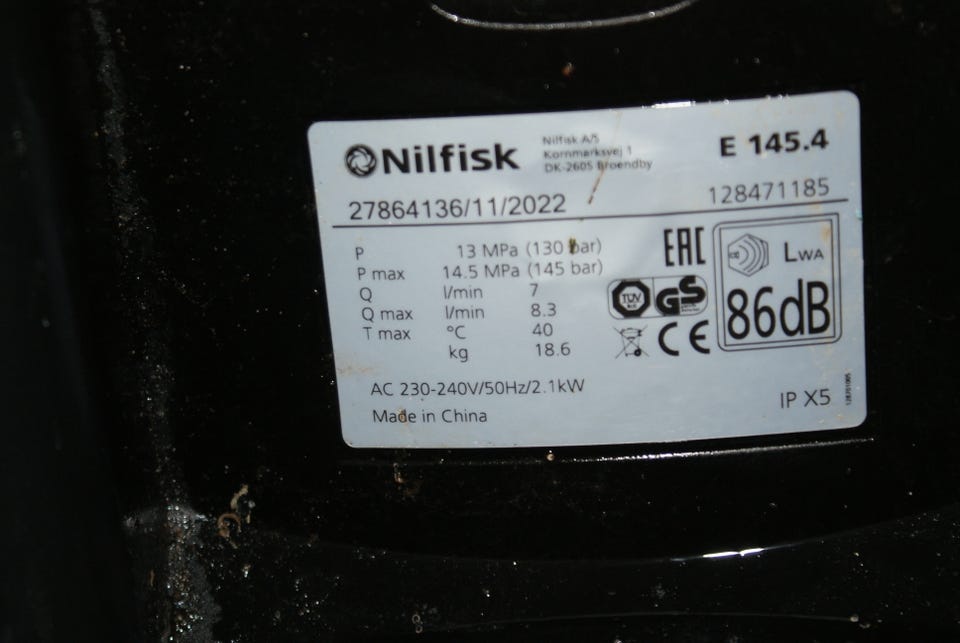 Nilfisk
Nilfisk A/S
Kornmarksvej 1
DK-2605 Broendby
E 145.4
27864136/11/2022
128471185
P 13 MPa (130 bar)
P max 14.5 MPa (145 bar)
Q l/min 7
Q max l/min 8.3
T max °C 40
kg 18.6
EAC
TÜV
GS
CE
LWA
86dB
AC 230-240V/50Hz/2.1kW
Made in China
IP X5